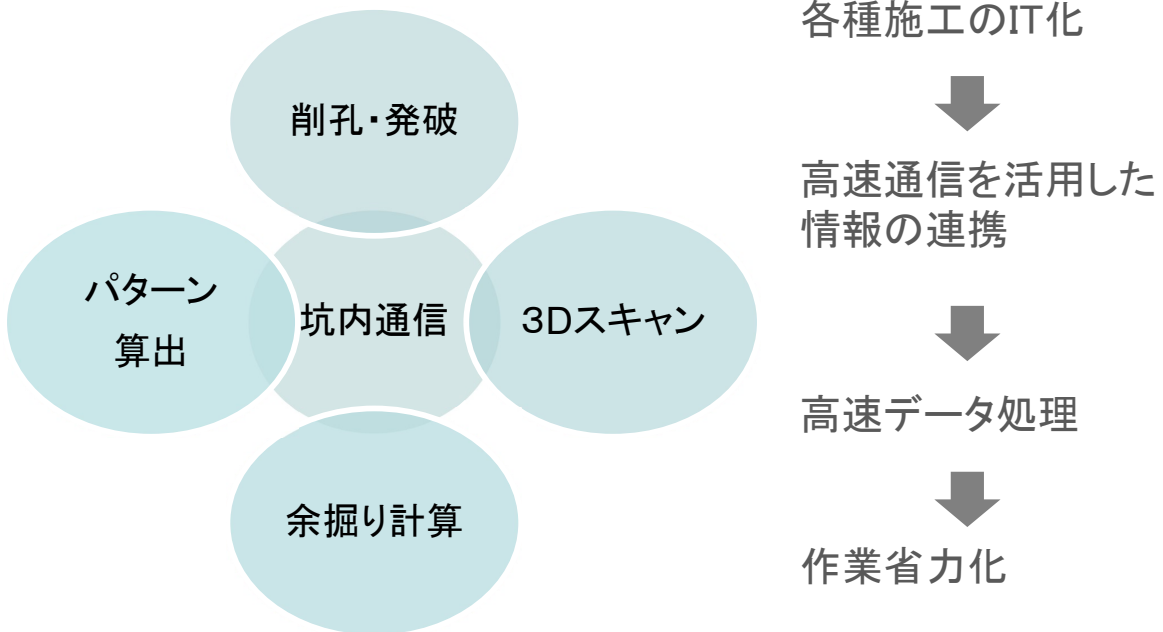 削孔・発破
パターン
算出
坑内通信
3Dスキャン
余掘り計算
各種施工のIT化
高速通信を活用した
情報の連携
高速データ処理
作業省力化